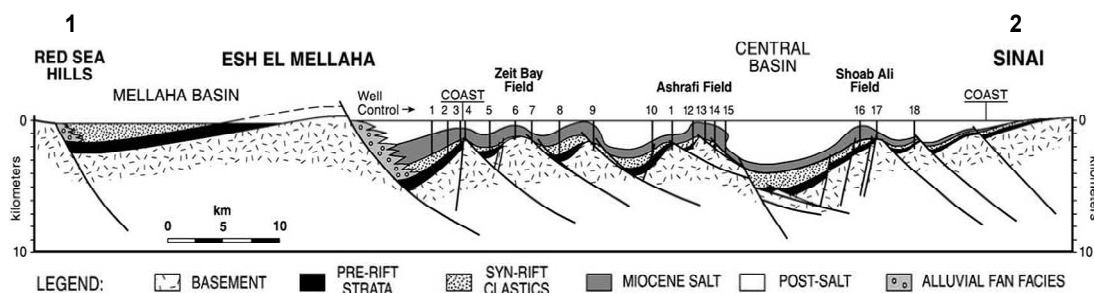 1
2
RED SEA
HILLS
ESH EL MELLAHA
MELLAHA BASIN
CENTRAL
BASIN
SINAI
Zeit Bay
Field
Ashrafi Field
Shoab Ali
Field
Well
Control →
COAST
COAST
1 2 3 4 5 6 7 8 9 10 1 12 13 14 15 16 17 18
0
10
kilometers
0
10
kilometers
km
0 5 10
LEGEND:
BASEMENT
PRE-RIFT
STRATA
SYN-RIFT
CLASTICS
MIOCENE SALT
POST-SALT
ALLUVIAL FAN FACIES